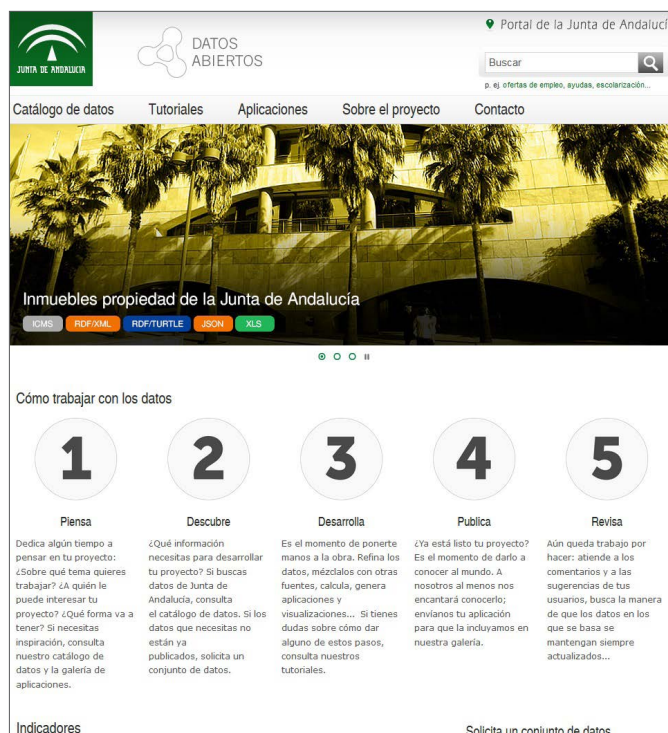 Portal de la Junta de Andalucí
JUNTA DE ANDALUCIA
DATOS
ABIERTOS
Buscar
p. ej. ofertas de empleo, ayudas, escolarización...
Catálogo de datos
Tutoriales
Aplicaciones
Sobre el proyecto
Contacto
Inmuebles propiedad de la Junta de Andalucía
ICMS
RDF/XML
RDF/TURTLE
JSON
XLS
Cómo trabajar con los datos
1
Piensa
Dedica algún tiempo a
pensar en tu proyecto:
¿Sobre qué tema quieres
trabajar? ¿A quién le
puede interesar tu
proyecto? ¿Qué forma va a
tener? Si necesitas
inspiración, consulta
nuestro catálogo de
datos y la galería de
aplicaciones.
2
Descubre
¿Qué información
necesitas para desarrollar
tu proyecto? Si buscas
datos de Junta de
Andalucía, consulta
el catálogo de datos. Si los
datos que necesitas no
están ya
publicados, solicita un
conjunto de datos.
3
Desarrolla
Es el momento de ponerte
manos a la obra. Refina los
datos, mézclalos con otras
fuentes, calcula, genera
aplicaciones y
visualizaciones... Si tienes
dudas sobre cómo dar
alguno de estos pasos,
consulta nuestros
tutoriales.
4
Publica
¿Ya está listo tu proyecto?
Es el momento de darlo a
conocer al mundo. A
nosotros al menos nos
encantará conocerlo;
envíanos tu aplicación
para que la incluyamos en
nuestra galería.
5
Revisa
Aún queda trabajo por
hacer: atiende a los
comentarios y a las
sugerencias de tus
usuarios, busca la manera
de que los datos en los
que se basa se
mantengan siempre
actualizados...
Indicadores
Solicita un conjunto de datos